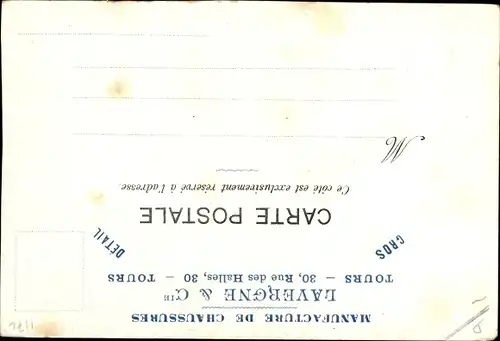 MANUFACTURE DE CHAUSSURES
LAVERGNE & CIE
TOURS — 30, Rue des Halles, 30 — TOURS
GROS
DÉTAIL
CARTE POSTALE
Ce côté est exclusivement réservé à l'adresse
M